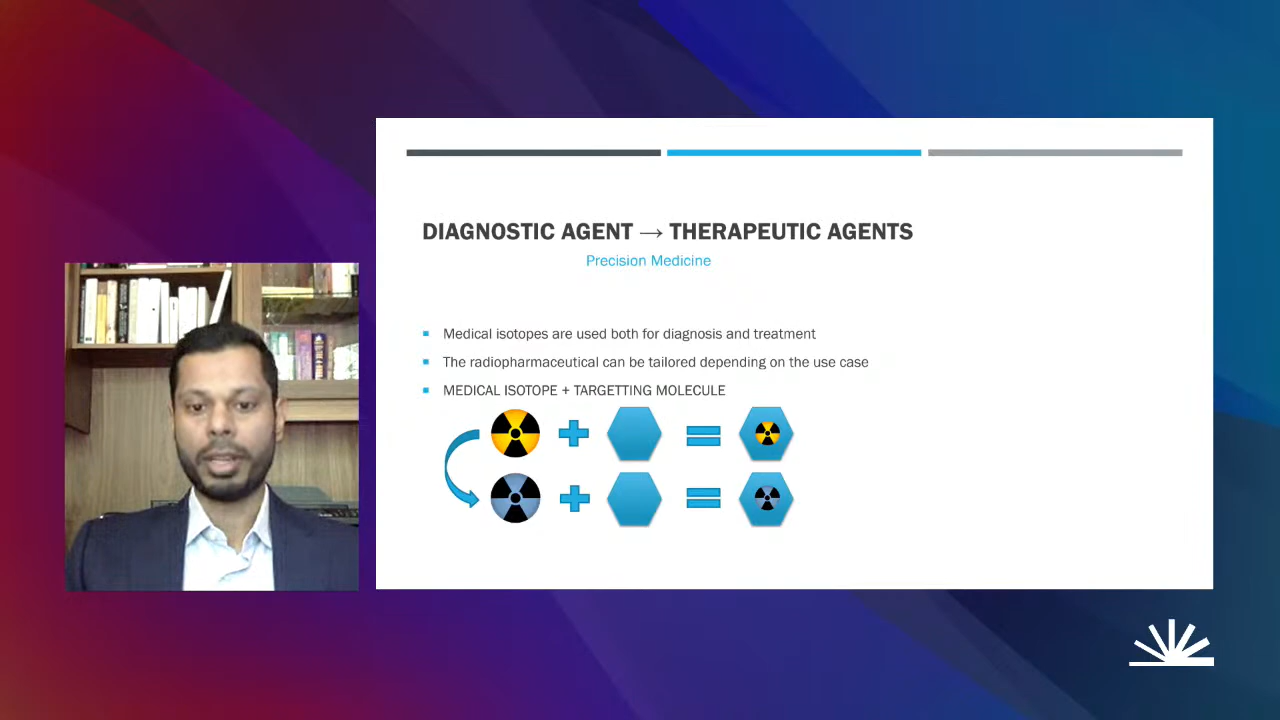 DIAGNOSTIC AGENT → THERAPEUTIC AGENTS
Precision Medicine
Medical isotopes are used both for diagnosis and treatment
The radiopharmaceutical can be tailored depending on the use case
MEDICAL ISOTOPE + TARGETTING MOLECULE